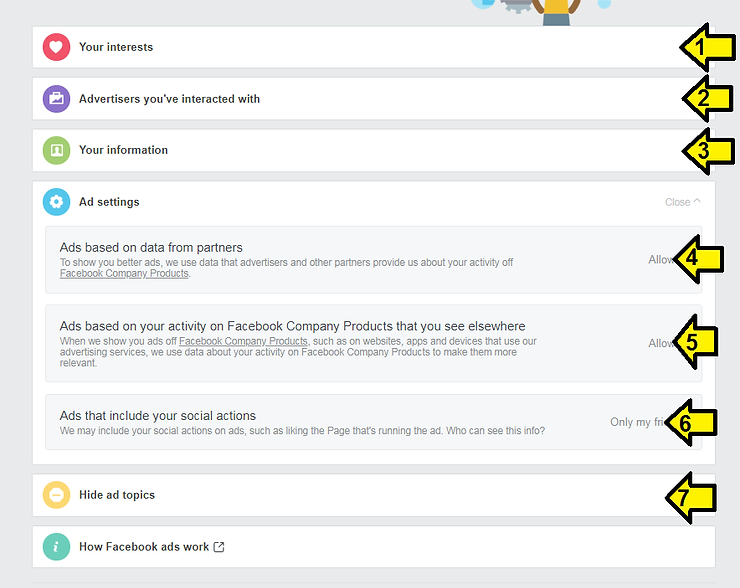 Your interests
1
Advertisers you've interacted with
2
Your information
3
Ad settings
Close
Ads based on data from partners
To show you better ads, we use data that advertisers and other partners provide us about your activity off
Facebook Company Products.
4
Ads based on your activity on Facebook Company Products that you see elsewhere
When we show you ads off Facebook Company Products, such as on websites, apps and devices that use our
advertising services, we use data about your activity on Facebook Company Products to make them more
relevant.
5
Ads that include your social actions
We may include your social actions on ads, such as liking the Page that's running the ad. Who can see this info?
Only my
6
Hide ad topics
7
How Facebook ads work